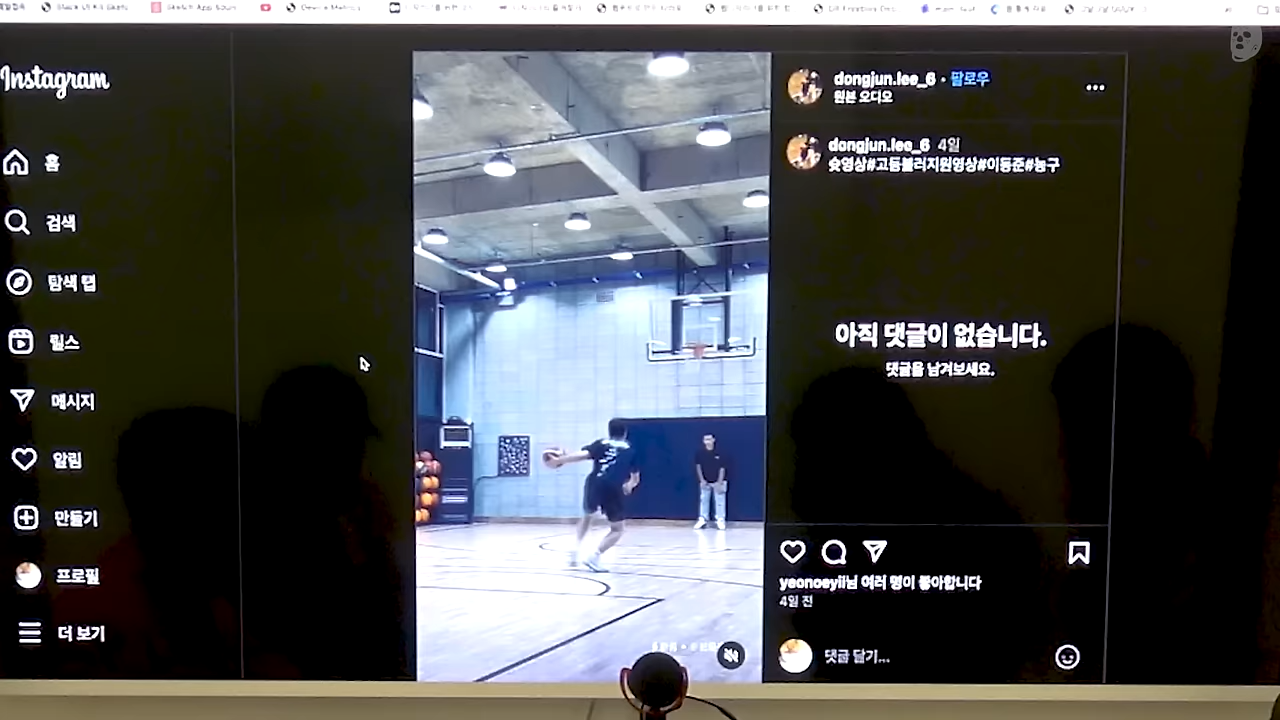 Instagram
홈
검색
탐색 탭
릴스
메시지
알림
만들기
프로필
더 보기
dongjun.lee_6 • 팔로우
원본 오디오
dongjun.lee_6 4일
슛영상#고등볼러지원영상#이동준#농구
아직 댓글이 없습니다.
댓글을 남겨보세요.
yeonoeyii님 여러 명이 좋아합니다
4일 전
댓글 달기...